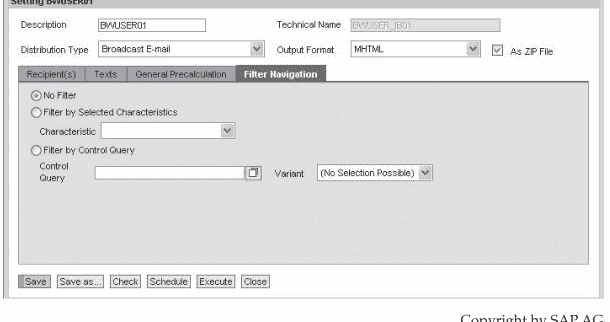 Setting BWUSER01
Description BWUSER01 Technical Name BWUSER_IB01
Distribution Type Broadcast E-mail Output Format MHTML As ZIP File
Recipient(s) Texts General Precalculation Filter Navigation
No Filter
Filter by Selected Characteristics
Characteristic
Filter by Control Query
Control Query Variant (No Selection Possible)
Save Save as... Check Schedule Execute Close
Copyright by SAP AG